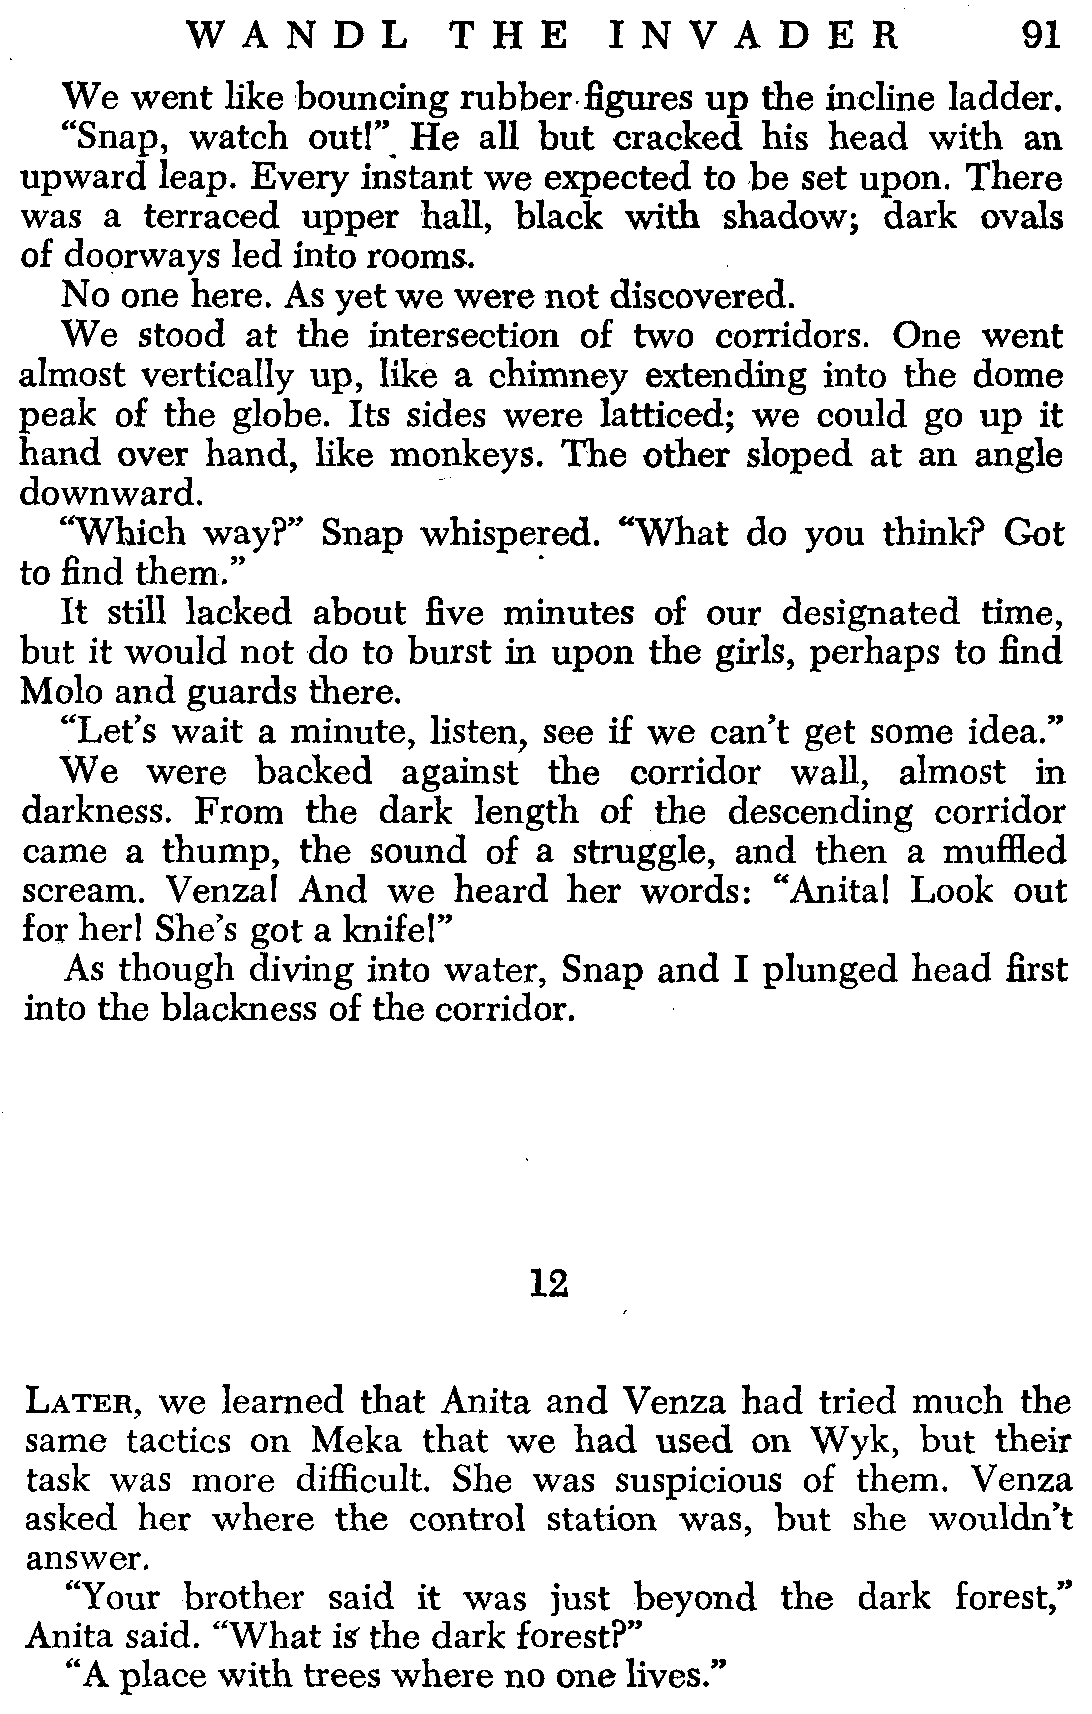 WANDL THE INVADER 91
We went like bouncing rubber figures up the incline ladder.
“Snap, watch out!” He all but cracked his head with an
upward leap. Every instant we expected to be set upon. There
was a terraced upper hall, black with shadow; dark ovals
of doorways led into rooms.
No one here. As yet we were not discovered.
We stood at the intersection of two corridors. One went
almost vertically up, like a chimney extending into the dome
peak of the globe. Its sides were latticed; we could go up it
hand over hand, like monkeys. The other sloped at an angle
downward.
“Which way?” Snap whispered. “What do you think? Got
to find them.”
It still lacked about five minutes of our designated time,
but it would not do to burst in upon the girls, perhaps to find
Molo and guards there.
“Let’s wait a minute, listen, see if we can’t get some idea.”
We were backed against the corridor wall, almost in
darkness. From the dark length of the descending corridor
came a thump, the sound of a struggle, and then a muffled
scream. Venza! And we heard her words: “Anita! Look out
for her! She’s got a knife!”
As though diving into water, Snap and I plunged head first
into the blackness of the corridor.
12
LATER, we learned that Anita and Venza had tried much the
same tactics on Meka that we had used on Wyk, but their
task was more difficult. She was suspicious of them. Venza
asked her where the control station was, but she wouldn’t
answer.
“Your brother said it was just beyond the dark forest,”
Anita said. “What is the dark forest?”
“A place with trees where no one lives.”